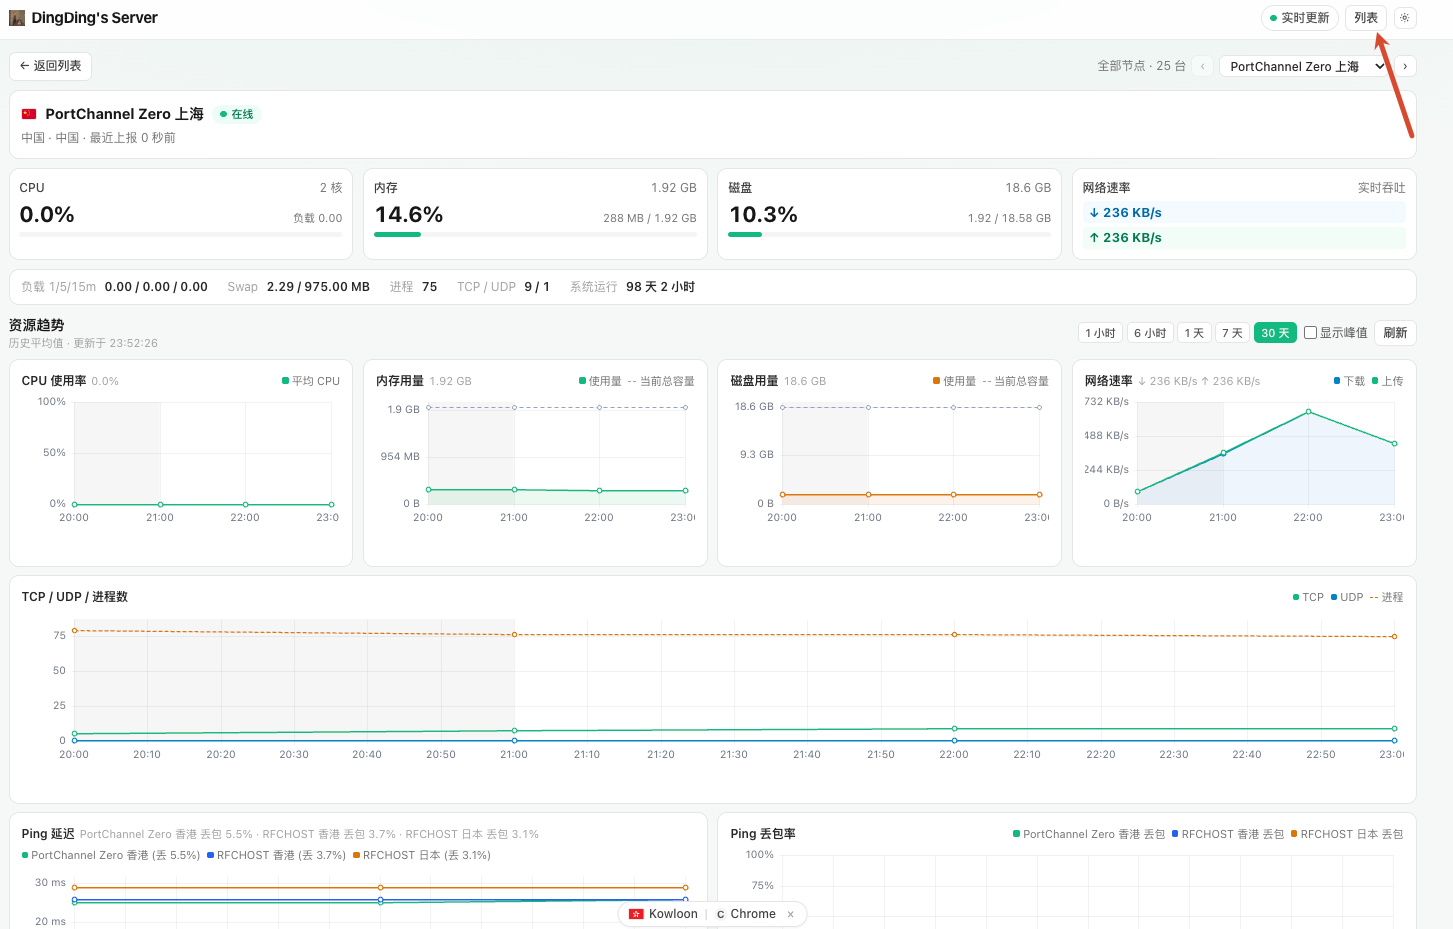 DingDing's Server
实时更新
列表
← 返回列表
全部节点 · 25 台
‹
PortChannel Zero 上海
›
PortChannel Zero 上海
在线
中国 · 中国 · 最近上报 0 秒前
CPU
2 核
0.0%
负载 0.00
内存
1.92 GB
14.6%
288 MB / 1.92 GB
磁盘
18.6 GB
10.3%
1.92 / 18.58 GB
网络速率
实时吞吐
↓ 236 KB/s
↑ 236 KB/s
负载 1/5/15m 0.00 / 0.00 / 0.00 Swap 2.29 / 975.00 MB 进程 75 TCP / UDP 9 / 1 系统运行 98 天 2 小时
资源趋势
历史平均值 · 更新于 23:52:26
1 小时
6 小时
1 天
7 天
30 天
显示峰值
刷新
CPU 使用率 0.0%
平均 CPU
100%
50%
0%
20:00 21:00 22:00 23:0
内存用量 1.92 GB
使用量 -- 当前总容量
1.9 GB
954 MB
0 B
20:00 21:00 22:00 23:0
磁盘用量 18.6 GB
使用量 -- 当前总容量
18.6 GB
9.3 GB
0 B
20:00 21:00 22:00 23:0
网络速率 ↓ 236 KB/s ↑ 236 KB/s
下载 上传
732 KB/s
488 KB/s
244 KB/s
0 B/s
20:00 21:00 22:00 23:0
TCP / UDP / 进程数
TCP UDP -- 进程
75
50
25
0
20:00 20:10 20:20 20:30 20:40 20:50 21:00 21:10 21:20 21:30 21:40 21:50 22:00 22:10 22:20 22:30 22:40 22:50 23:0
Ping 延迟 PortChannel Zero 香港 丢包 5.5% · RFCHOST 香港 丢包 3.7% · RFCHOST 日本 丢包 3.1%
PortChannel Zero 香港 (丢 5.5%) RFCHOST 香港 (丢 3.7%) RFCHOST 日本 (丢 3.1%)
30 ms
20 ms
Ping 丢包率
PortChannel Zero 香港 丢包 RFCHOST 香港 丢包 RFCHOST 日本 丢包
100%
75%
Kowloon | C Chrome ×